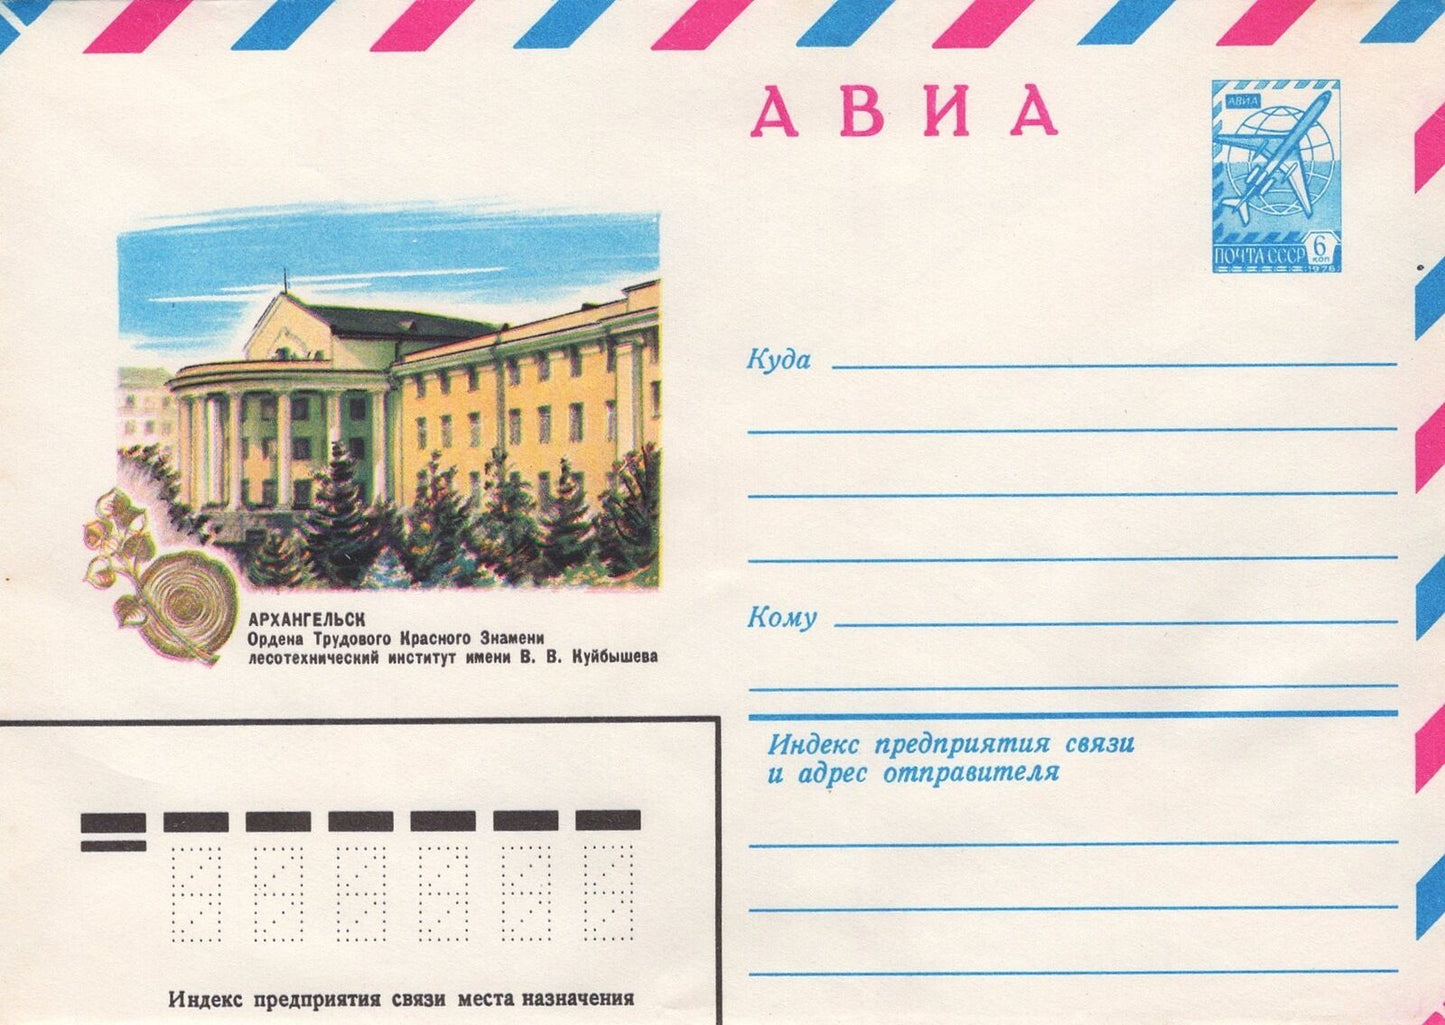 АВИА
АВИА
ПОЧТА СССР 6 коп
1976
Куда
АРХАНГЕЛЬСК
Ордена Трудового Красного Знамени
лесотехнический институт имени В. В. Куйбышева
Кому
Индекс предприятия связи
и адрес отправителя
Индекс предприятия связи места назначения